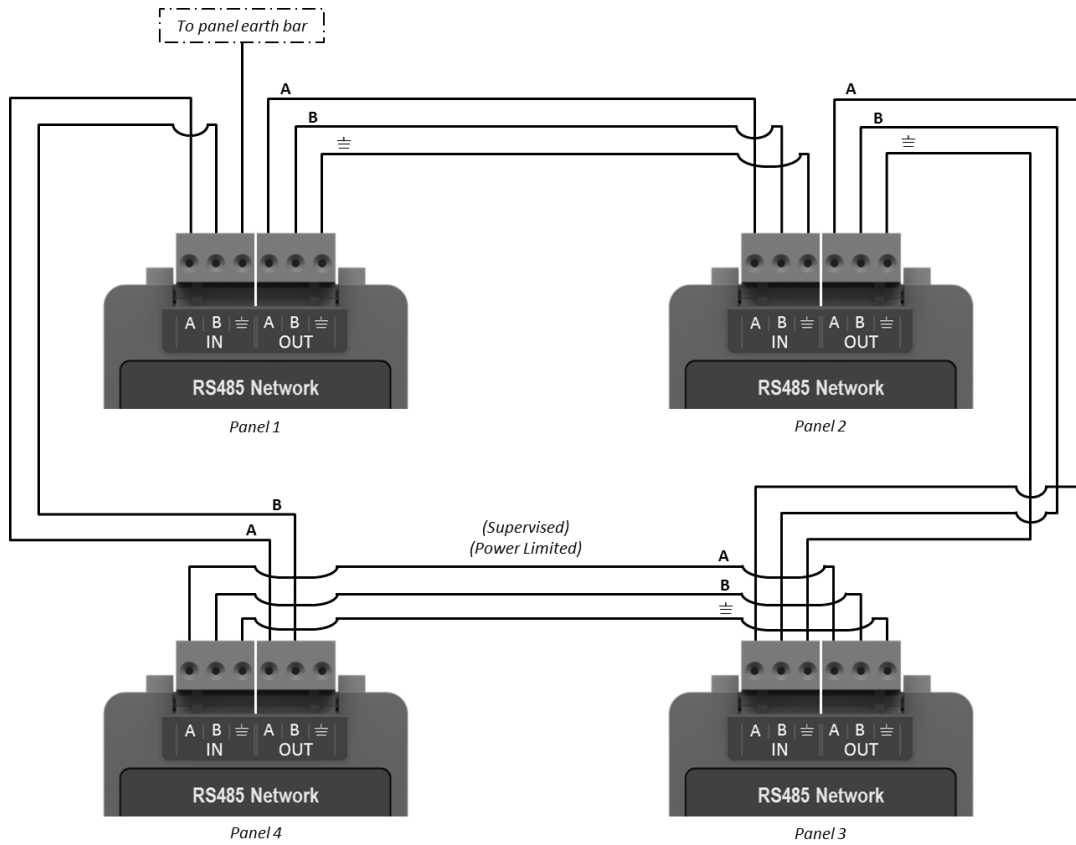 To panel earth bar
A
B
⏚
A
B
⏚
A B ⏚ A B ⏚
IN OUT
RS485 Network
Panel 1
A B ⏚ A B ⏚
IN OUT
RS485 Network
Panel 2
B
A
(Supervised)
(Power Limited)
A
B
⏚
A B ⏚ A B ⏚
IN OUT
RS485 Network
Panel 4
A B ⏚ A B ⏚
IN OUT
RS485 Network
Panel 3